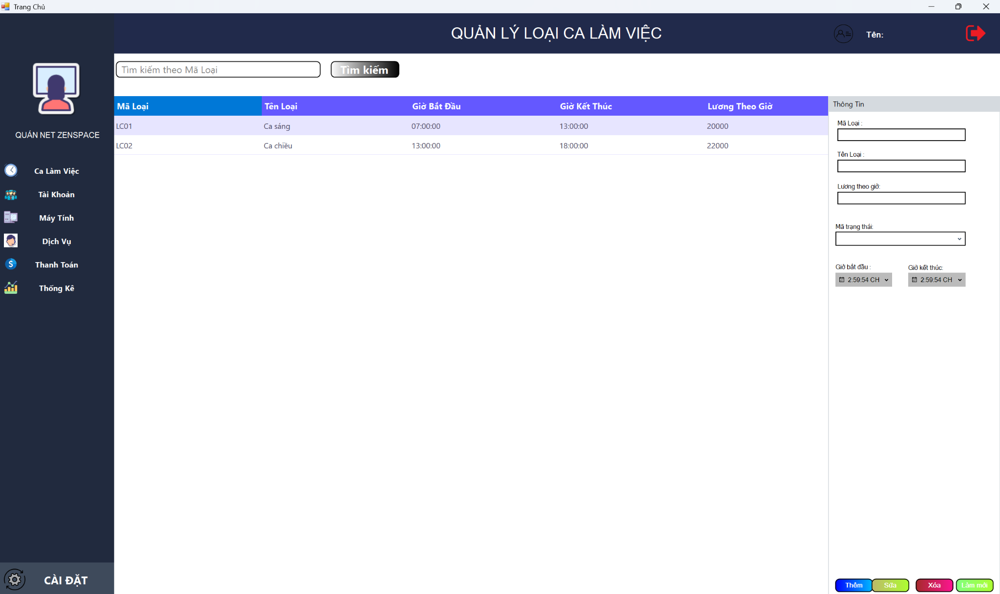 Trang Chủ
QUẢN LÝ LOẠI CA LÀM VIỆC
Tên:
QUÁN NET ZENSPACE
Ca Làm Việc
Tài Khoản
Máy Tính
Dịch Vụ
Thanh Toán
Thống Kê
CÀI ĐẶT
Tìm kiếm theo Mã Loại
Tìm kiếm
Mã Loại Tên Loại Giờ Bắt Đầu Giờ Kết Thúc Lương Theo Giờ
LC01 Ca sáng 07:00:00 13:00:00 20000
LC02 Ca chiều 13:00:00 18:00:00 22000
Thông Tin
Mã Loại :
Tên Loại :
Lương theo giờ:
Mã trạng thái:
Giờ bắt đầu : Giờ kết thúc:
2:59:54 CH 2:59:54 CH
Thêm Sửa Xóa Làm mới